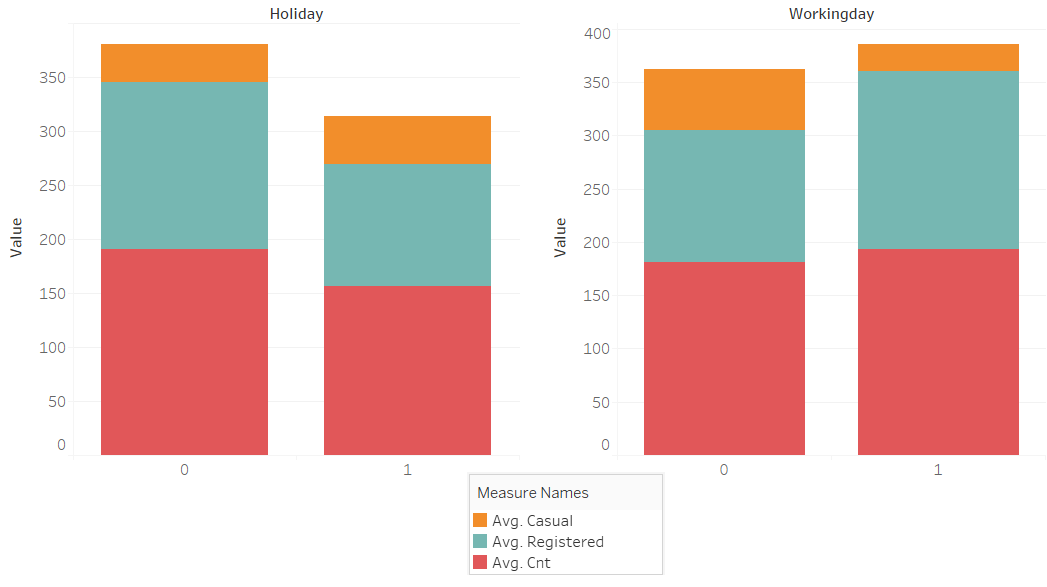 Holiday
Value
350
300
250
200
150
100
50
0
0 1
Workingday
Value
400
350
300
250
200
150
100
50
0
0 1
Measure Names
Avg. Casual
Avg. Registered
Avg. Cnt